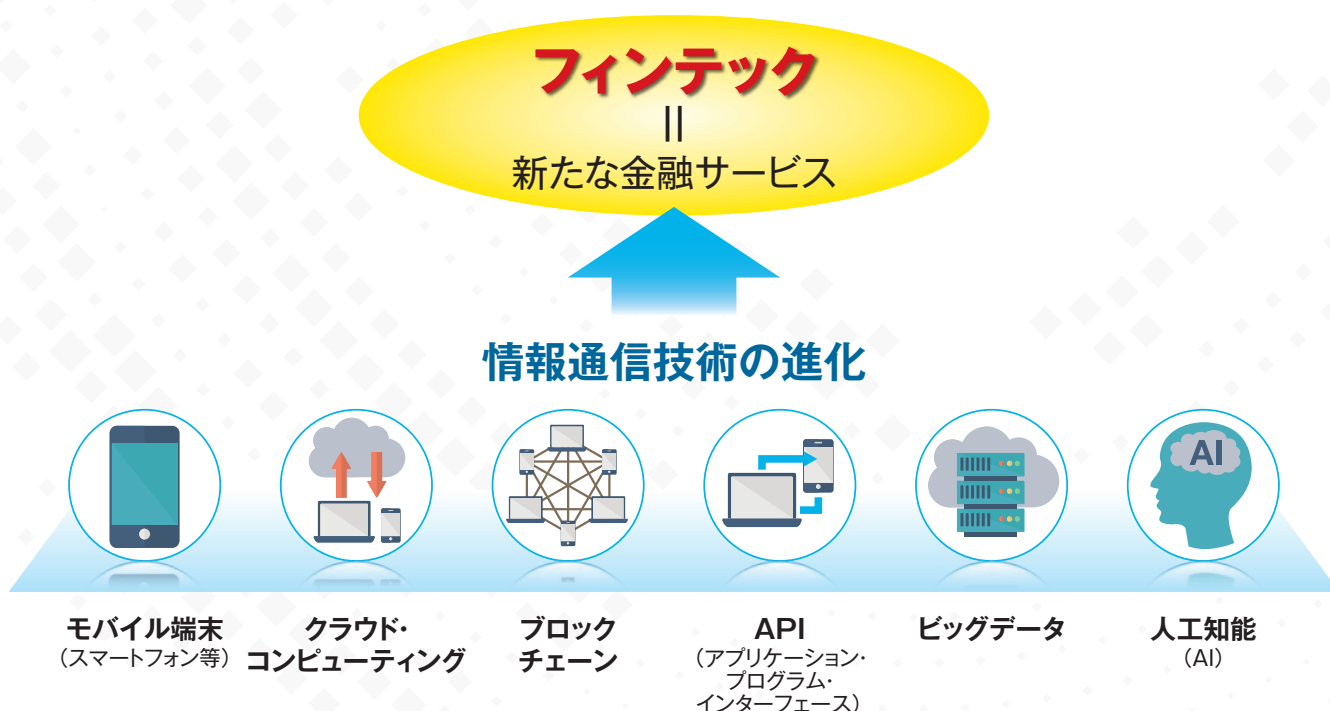 フィンテック
||
新たな金融サービス
情報通信技術の進化
AI
モバイル端末
（スマートフォン等）
クラウド・
コンピューティング
ブロック
チェーン
API
（アプリケーション・
プログラム・
インターフェース）
ビッグデータ
人工知能
（AI）